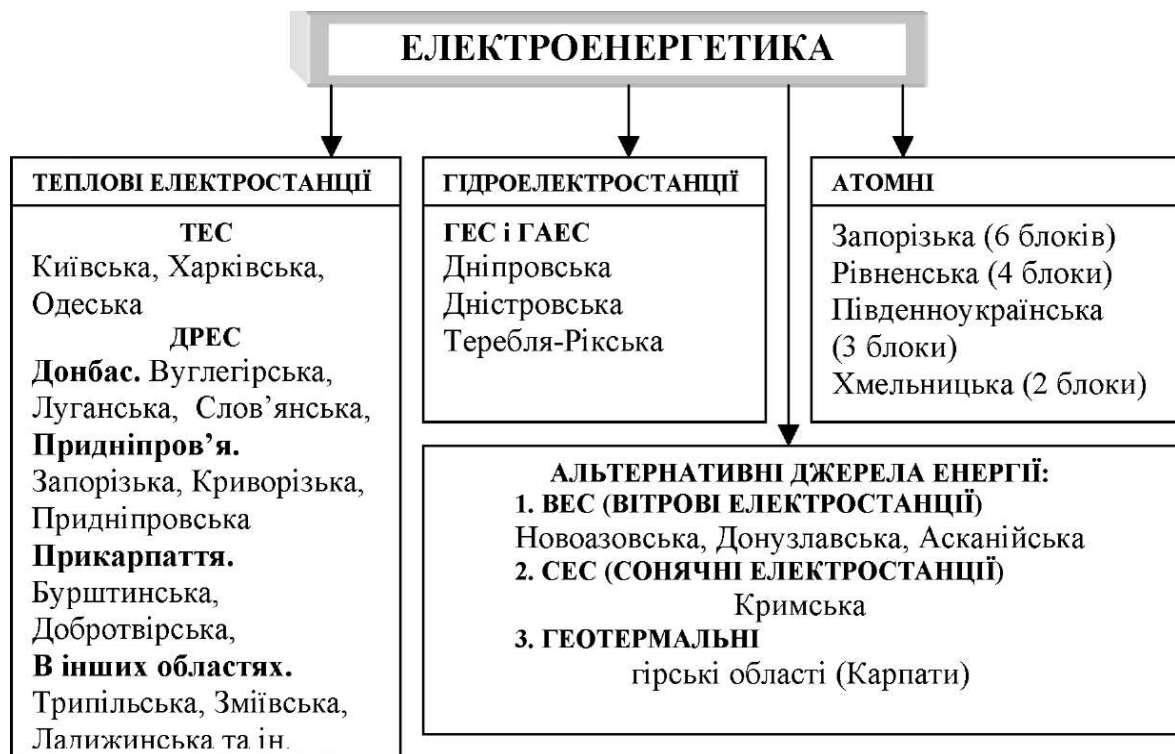 ЕЛЕКТРОЕНЕРГЕТИКА
ТЕПЛОВІ ЕЛЕКТРОСТАНЦІЇ
ТЕС
Київська, Харківська,
Одеська
ДРЕС
Донбас. Вуглегірська,
Луганська, Слов’янська,
Придніпров’я.
Запорізька, Криворізька,
Придніпровська
Прикарпаття.
Бурштинська,
Добротвірська,
В інших областях.
Трипільська, Зміївська,
Ладижинська та ін.
ГІДРОЕЛЕКТРОСТАНЦІЇ
ГЕС і ГАЕС
Дніпровська
Дністровська
Теребля-Рікська
АТОМНІ
Запорізька (6 блоків)
Рівненська (4 блоки)
Південноукраїнська
(3 блоки)
Хмельницька (2 блоки)
АЛЬТЕРНАТИВНІ ДЖЕРЕЛА ЕНЕРГІЇ:
1. ВЕС (ВІТРОВІ ЕЛЕКТРОСТАНЦІЇ)
Новоазовська, Донузлавська, Асканійська
2. СЕС (СОНЯЧНІ ЕЛЕКТРОСТАНЦІЇ)
Кримська
3. ГЕОТЕРМАЛЬНІ
гірські області (Карпати)